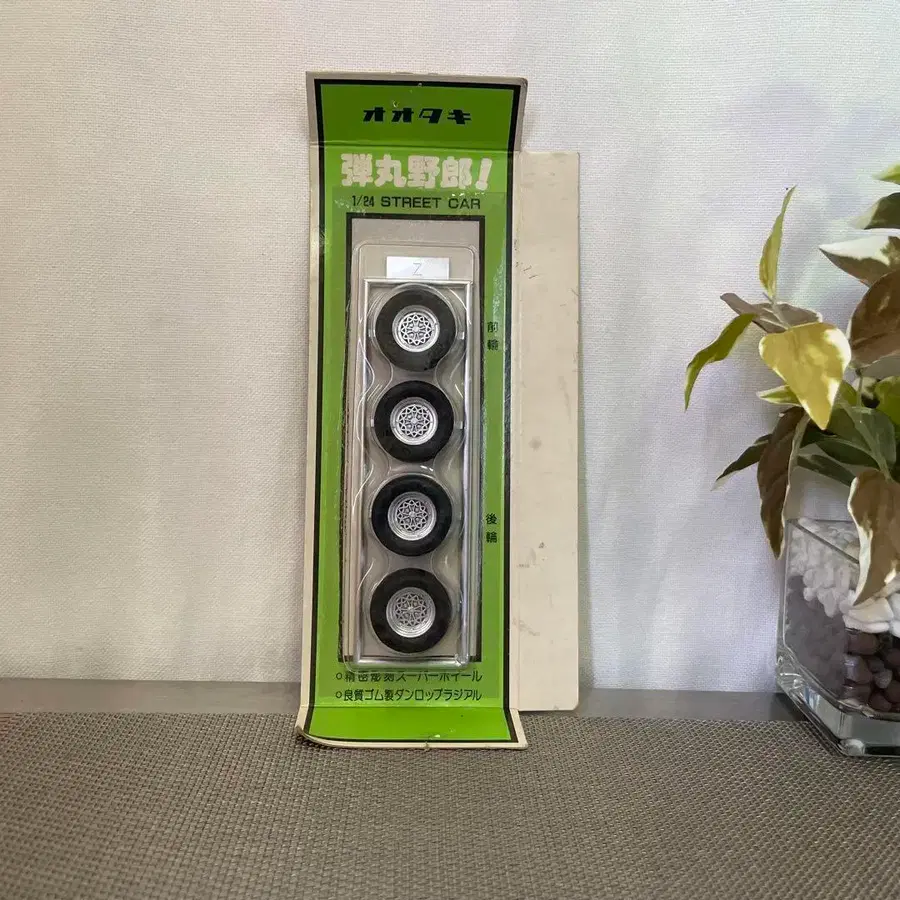 オオタキ
弾丸野郎!
1/24 STREET CAR
Z
前輪
後輪
○精密彫刻スーパーホイール
○良質ゴム製ダンロップラジアル